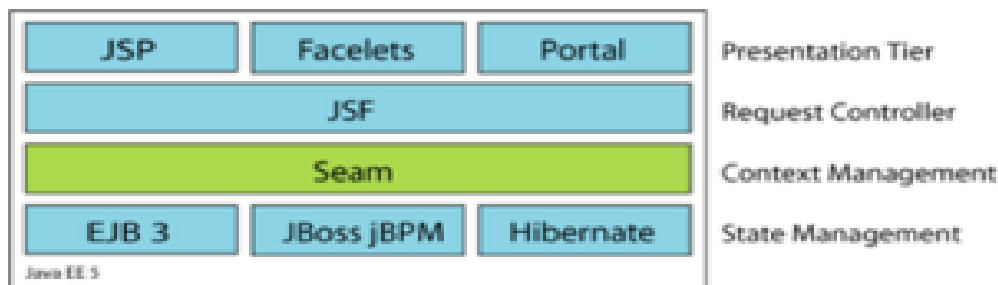 JSP Facelets Portal Presentation Tier
JSF Request Controller
Seam Context Management
EJB 3 JBoss jBPM Hibernate State Management
Java EE 5